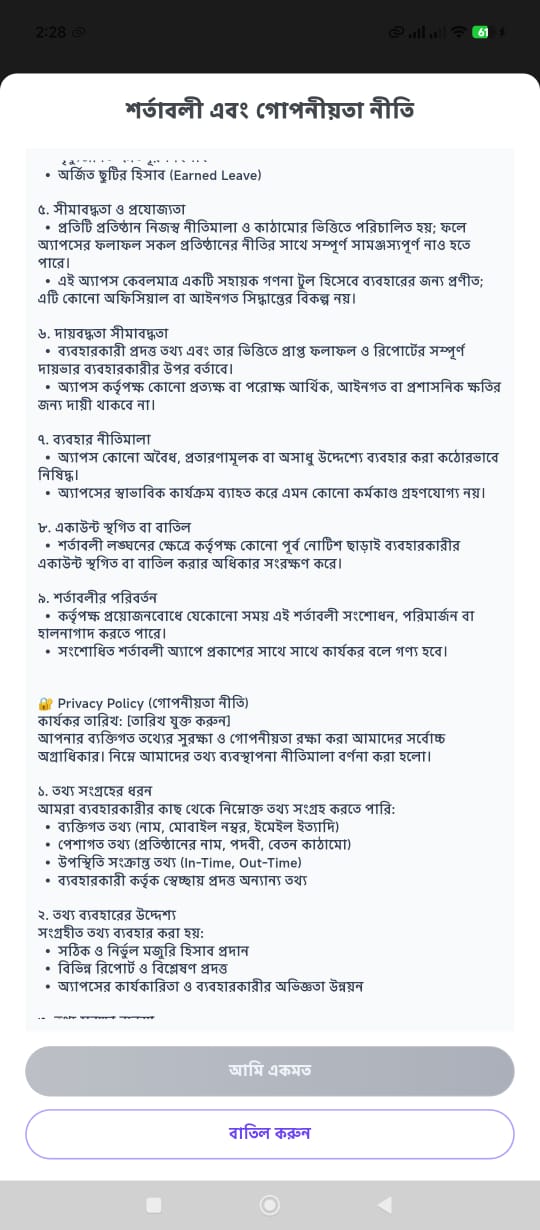 2:28
61
শর্তাবলী এবং গোপনীয়তা নীতি
• অর্জিত ছুটির হিসাব (Earned Leave)
৫. সীমাবদ্ধতা ও প্রযোজ্যতা
• প্রতিটি প্রতিষ্ঠান নিজস্ব নীতিমালা ও কাঠামোর ভিত্তিতে পরিচালিত হয়; ফলে
অ্যাপসের ফলাফল সকল প্রতিষ্ঠানের নীতির সাথে সম্পূর্ণ সামঞ্জস্যপূর্ণ নাও হতে
পারে।
• এই অ্যাপস কেবলমাত্র একটি সহায়ক গণনা টুল হিসেবে ব্যবহারের জন্য প্রণীত;
এটি কোনো অফিসিয়াল বা আইনগত সিদ্ধান্তের বিকল্প নয়।
৬. দায়বদ্ধতা সীমাবদ্ধতা
• ব্যবহারকারী প্রদত্ত তথ্য এবং তার ভিত্তিতে প্রাপ্ত ফলাফল ও রিপোর্টের সম্পূর্ণ
দায়ভার ব্যবহারকারীর উপর বর্তাবে।
• অ্যাপস কর্তৃপক্ষ কোনো প্রত্যক্ষ বা পরোক্ষ আর্থিক, আইনগত বা প্রশাসনিক ক্ষতির
জন্য দায়ী থাকবে না।
৭. ব্যবহার নীতিমালা
• অ্যাপস কোনো অবৈধ, প্রতারণামূলক বা অসাধু উদ্দেশ্যে ব্যবহার করা কঠোরভাবে
নিষিদ্ধ।
• অ্যাপসের স্বাভাবিক কার্যক্রম ব্যাহত করে এমন কোনো কর্মকাণ্ড গ্রহণযোগ্য নয়।
৮. একাউন্ট স্থগিত বা বাতিল
• শর্তাবলী লঙ্ঘনের ক্ষেত্রে কর্তৃপক্ষ কোনো পূর্ব নোটিশ ছাড়াই ব্যবহারকারীর
একাউন্ট স্থগিত বা বাতিল করার অধিকার সংরক্ষণ করে।
৯. শর্তাবলীর পরিবর্তন
• কর্তৃপক্ষ প্রয়োজনবোধে যেকোনো সময় এই শর্তাবলী সংশোধন, পরিমার্জন বা
হালনাগাদ করতে পারে।
• সংশোধিত শর্তাবলী অ্যাপে প্রকাশের সাথে সাথে কার্যকর বলে গণ্য হবে।
🔐 Privacy Policy (গোপনীয়তা নীতি)
কার্যকর তারিখ: [তারিখ যুক্ত করুন]
আপনার ব্যক্তিগত তথ্যের সুরক্ষা ও গোপনীয়তা রক্ষা করা আমাদের সর্বোচ্চ
অগ্রাধিকার। নিম্নে আমাদের তথ্য ব্যবস্থাপনা নীতিমালা বর্ণনা করা হলো।
১. তথ্য সংগ্রহের ধরন
আমরা ব্যবহারকারীর কাছ থেকে নিম্নোক্ত তথ্য সংগ্রহ করতে পারি:
• ব্যক্তিগত তথ্য (নাম, মোবাইল নম্বর, ইমেইল ইত্যাদি)
• পেশাগত তথ্য (প্রতিষ্ঠানের নাম, পদবী, বেতন কাঠামো)
• উপস্থিতি সংক্রান্ত তথ্য (In-Time, Out-Time)
• ব্যবহারকারী কর্তৃক স্বেচ্ছায় প্রদত্ত অন্যান্য তথ্য
২. তথ্য ব্যবহারের উদ্দেশ্য
সংগ্রহীত তথ্য ব্যবহার করা হয়:
• সঠিক ও নির্ভুল মজুরি হিসাব প্রদান
• বিভিন্ন রিপোর্ট ও বিশ্লেষণ প্রদত্ত
• অ্যাপসের কার্যকারিতা ও ব্যবহারকারীর অভিজ্ঞতা উন্নয়ন
আমি একমত
বাতিল করুন